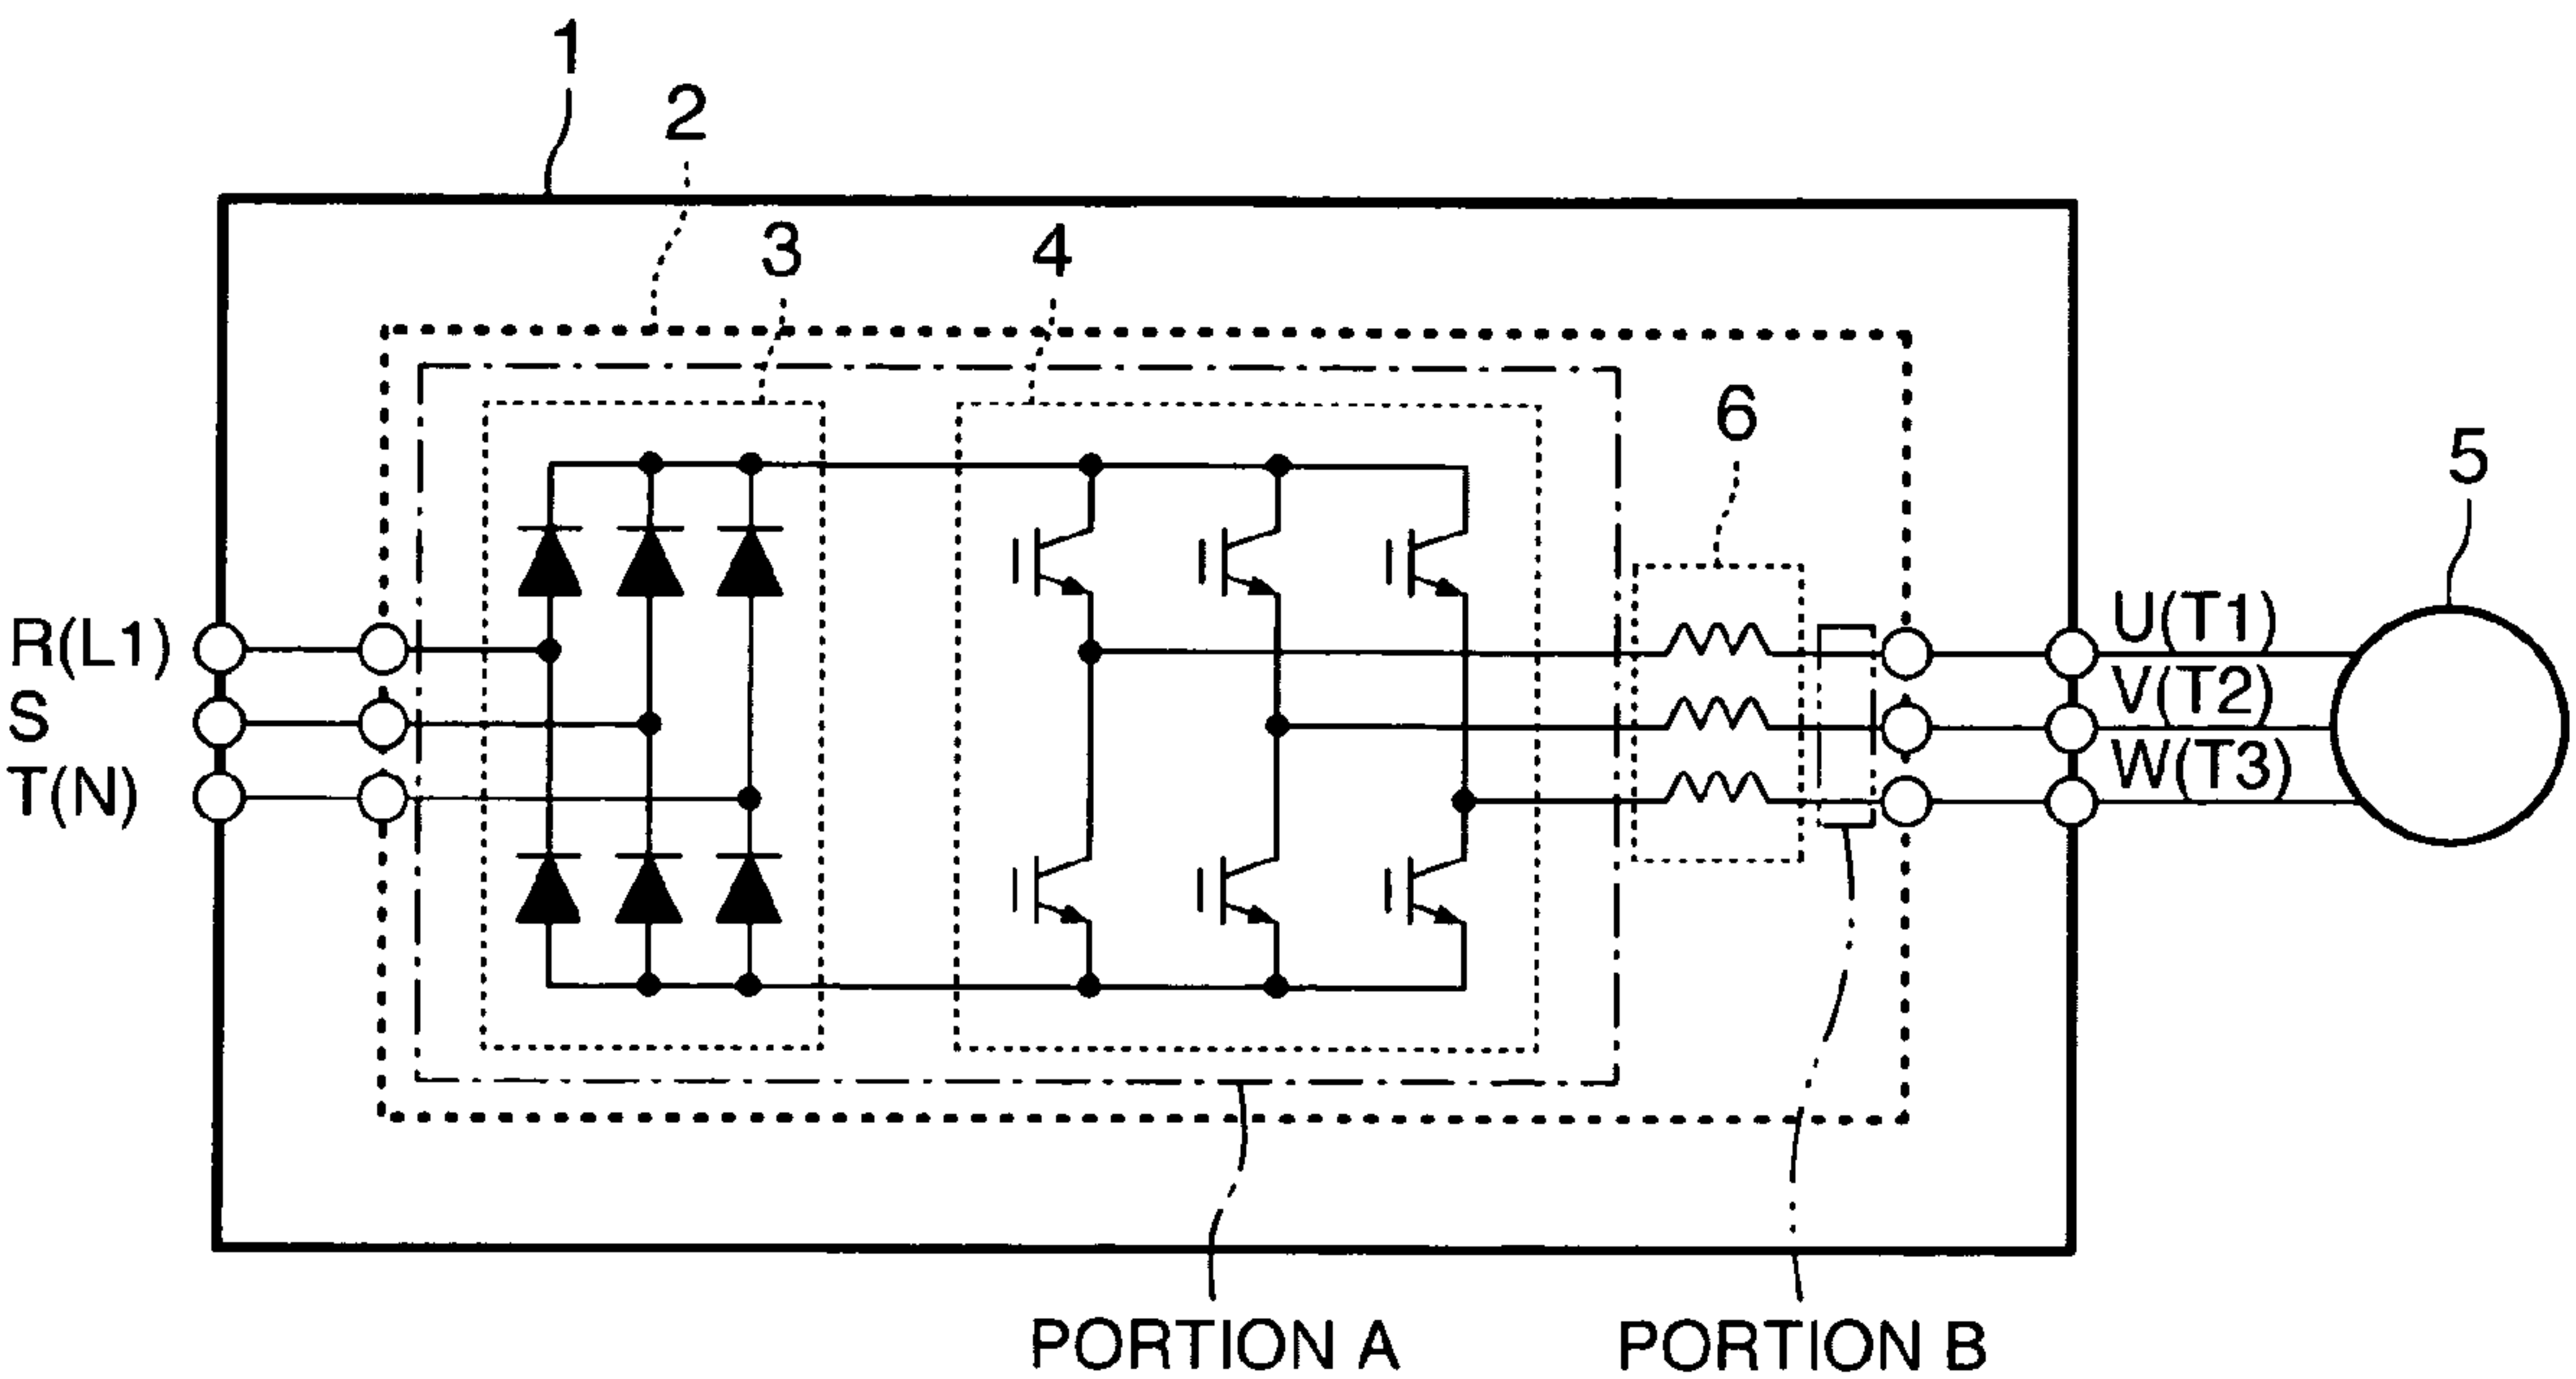 1
2
3
4
6
5
R(L1)
S
T(N)
U(T1)
V(T2)
W(T3)
PORTION A
PORTION B